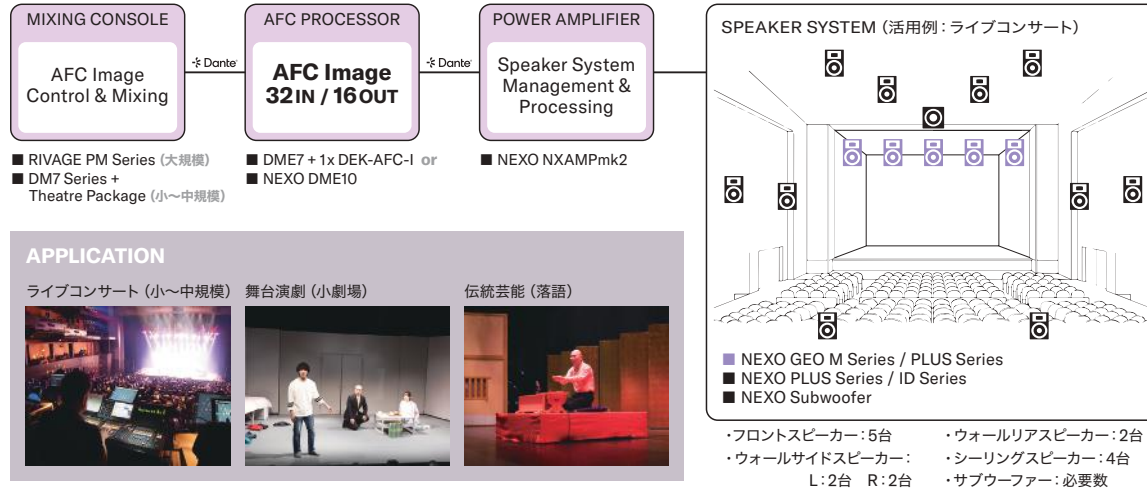 MIXING CONSOLE
AFC Image
Control & Mixing
■ RIVAGE PM Series (大規模)
■ DM7 Series +
Theatre Package (小〜中規模)
Dante
AFC PROCESSOR
AFC Image
32IN / 16OUT
■ DME7 + 1x DEK-AFC-I or
■ NEXO DME10
Dante
POWER AMPLIFIER
Speaker System
Management &
Processing
■ NEXO NXAMPmk2
SPEAKER SYSTEM (活用例:ライブコンサート)
■ NEXO GEO M Series / PLUS Series
■ NEXO PLUS Series / ID Series
■ NEXO Subwoofer
・フロントスピーカー:5台
・ウォールサイドスピーカー:
L:2台 R:2台
・ウォールリアスピーカー:2台
・シーリングスピーカー:4台
・サブウーファー:必要数
APPLICATION
ライブコンサート (小〜中規模)
舞台演劇 (小劇場)
伝統芸能 (落語)